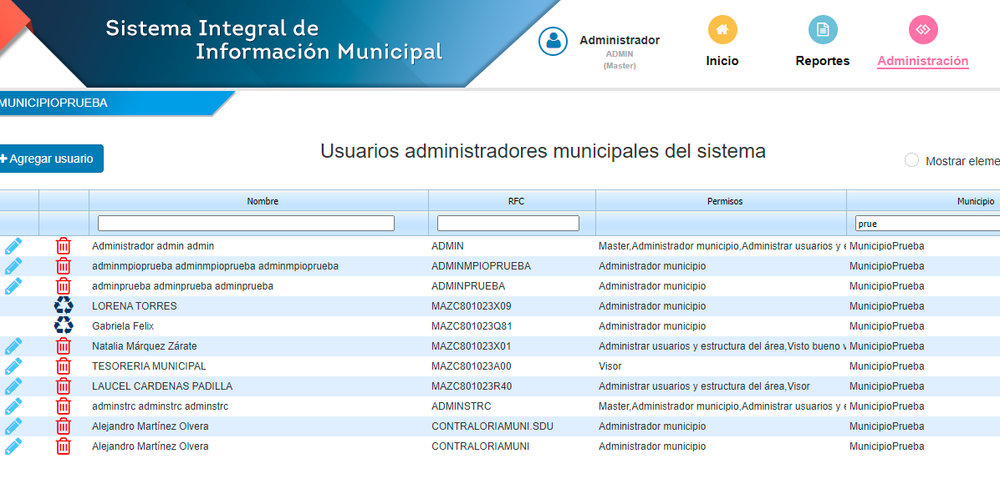 Sistema Integral de
Información Municipal
Administrador
ADMIN
(Master)
Inicio
Reportes
Administración
MUNICIPIOPRUEBA
Agregar usuario
Usuarios administradores municipales del sistema
Mostrar eleme
Nombre RFC Permisos Municipio
prue
Administrador admin admin ADMIN Master,Administrador municipio,Administrar usuarios y e MunicipioPrueba
adminmpioprueba adminmpioprueba adminmpioprueba ADMINMPIOPRUEBA Administrador municipio MunicipioPrueba
adminprueba adminprueba adminprueba ADMINPRUEBA Administrador municipio MunicipioPrueba
LORENA TORRES MAZC801023X09 Administrador municipio MunicipioPrueba
Gabriela Felix MAZC801023Q81 Administrador municipio MunicipioPrueba
Natalia Márquez Zárate MAZC801023X01 Administrar usuarios y estructura del área,Visto bueno v MunicipioPrueba
TESORERIA MUNICIPAL MAZC801023A00 Visor MunicipioPrueba
LAUCEL CARDENAS PADILLA MAZC801023R40 Administrar usuarios y estructura del área,Visor MunicipioPrueba
adminstrc adminstrc adminstrc ADMINSTRC Master,Administrador municipio,Administrar usuarios y e MunicipioPrueba
Alejandro Martínez Olvera CONTRALORIAMUNI.SDU Administrador municipio MunicipioPrueba
Alejandro Martínez Olvera CONTRALORIAMUNI Administrador municipio MunicipioPrueba